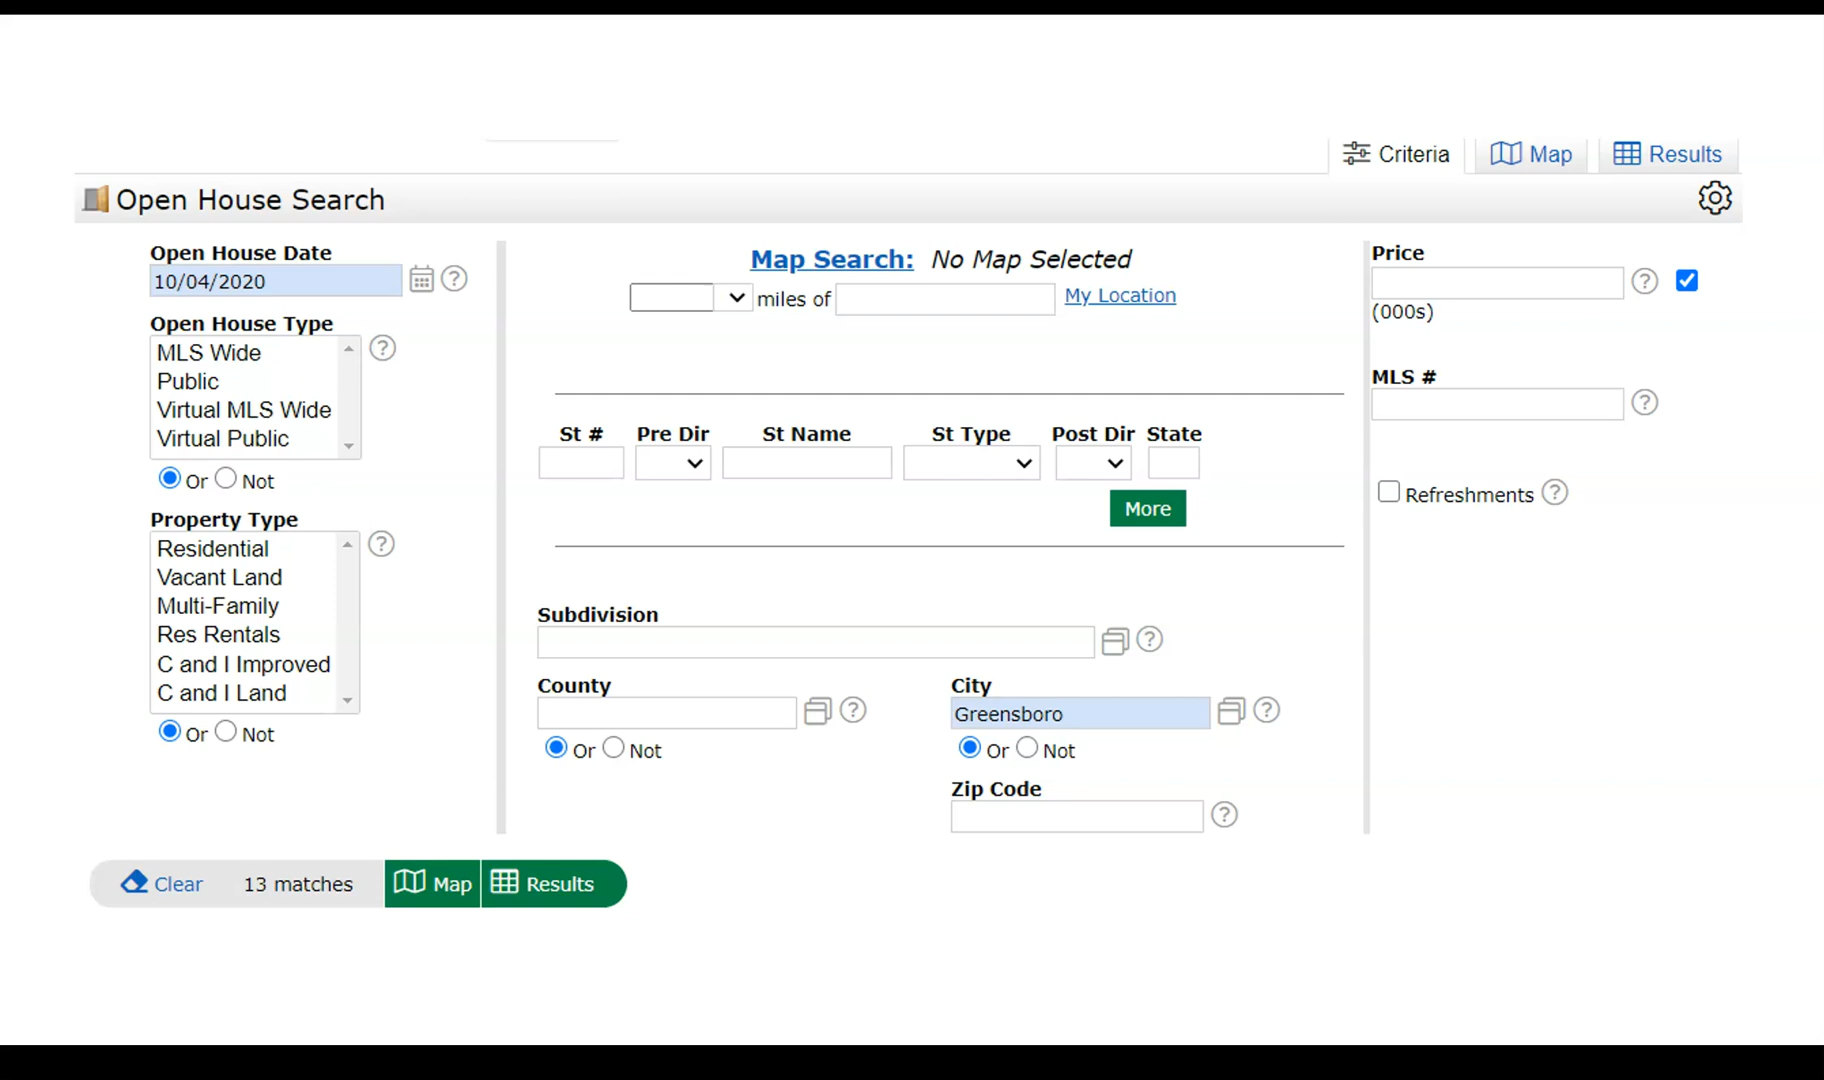 Criteria Map Results
Open House Search
Open House Date
10/04/2020
Open House Type
MLS Wide
Public
Virtual MLS Wide
Virtual Public
Or Not
Property Type
Residential
Vacant Land
Multi-Family
Res Rentals
C and I Improved
C and I Land
Or Not
Map Search: No Map Selected
miles of My Location
St # Pre Dir St Name St Type Post Dir State
More
Subdivision
County
Or Not
City
Greensboro
Or Not
Zip Code
Price
(000s)
MLS #
Refreshments
Clear 13 matches Map Results